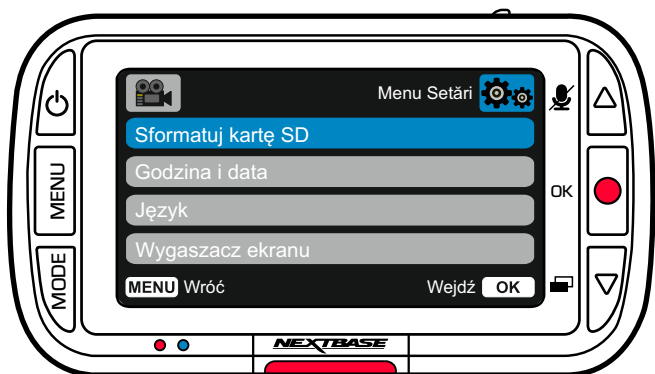 Menu Setări
Sformatuj kartę SD
MENU
Godzina i data
OK
Język
Wygaszacz ekranu
MODE
MENU Wróć
Wejdź OK
NEXTBASE